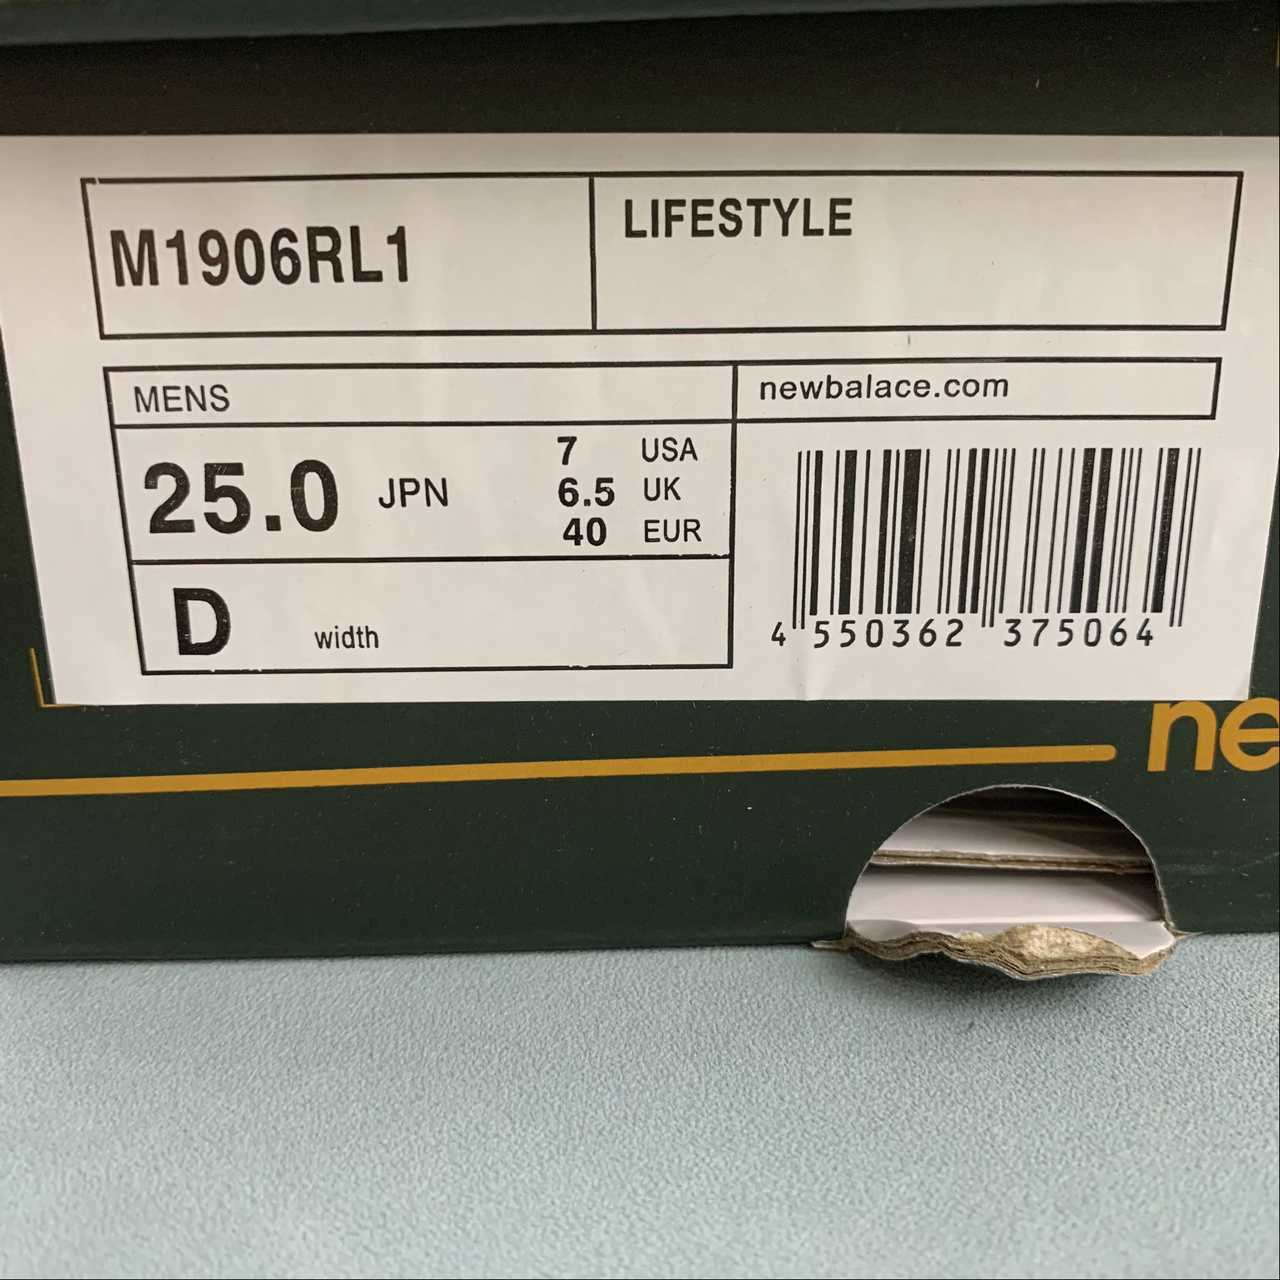 M1906RL1
LIFESTYLE
MENS
newbalace.com
25.0 JPN
7 USA
6.5 UK
40 EUR
D width
4 550362 375064
ne